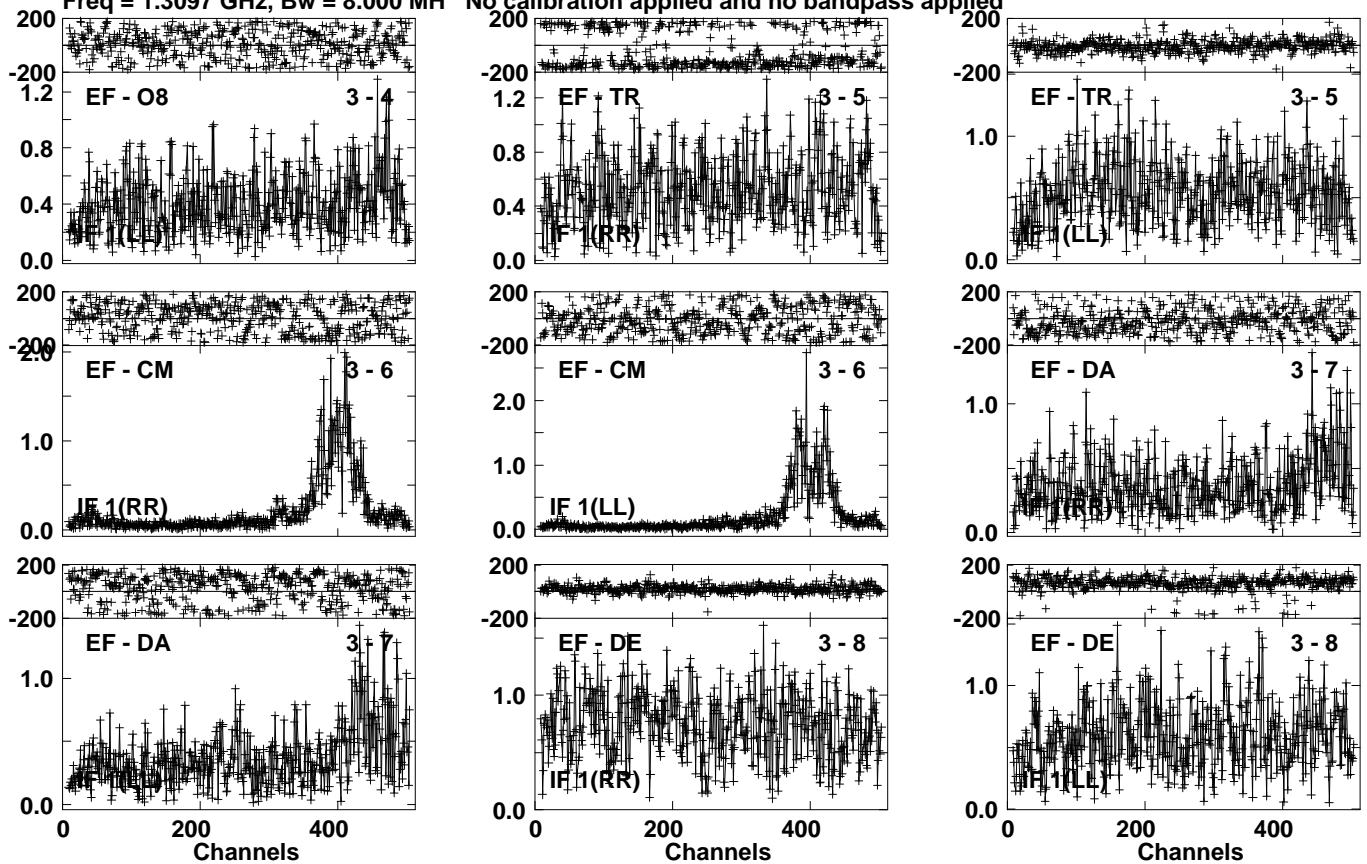 Freq = 1.3097 GHz, Bw = 8.000 MH No calibration applied and no bandpass applied
200
-200
EF - O8 3 - 4
1.2
0.8
0.4
0.0
IF 1(LL)
200
-200
EF - TR 3 - 5
1.2
0.8
0.4
0.0
IF 1(RR)
200
-200
EF - TR 3 - 5
1.0
0.0
IF 1(LL)
200
-200
2.0
EF - CM 3 - 6
1.0
0.0
IF 1(RR)
200
-200
EF - CM 3 - 6
2.0
1.0
0.0
IF 1(LL)
200
-200
EF - DA 3 - 7
1.0
0.0
IF 1(RR)
200
-200
EF - DA 3 - 7
1.0
0.0
IF 1(LL)
0 200 400
Channels
200
-200
EF - DE 3 - 8
1.0
0.0
IF 1(RR)
0 200 400
Channels
200
-200
EF - DE 3 - 8
1.0
0.0
IF 1(LL)
0 200 400
Channels